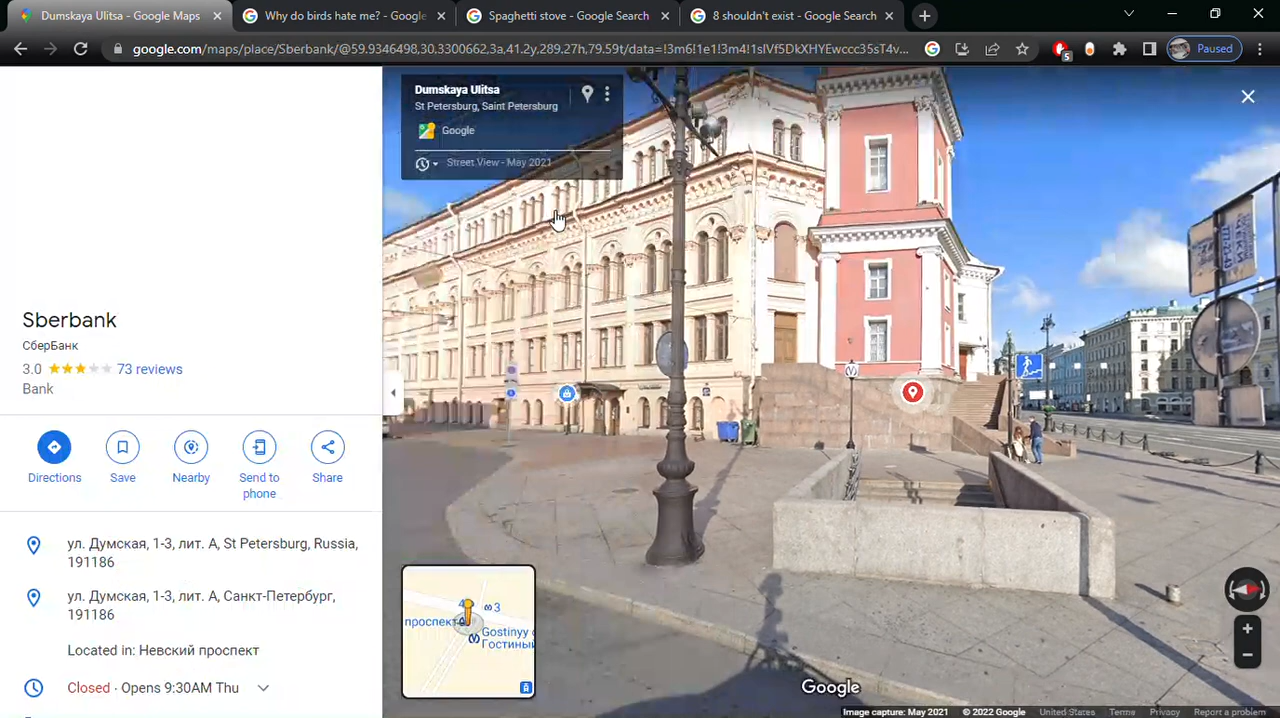 Dumskaya Ulitsa - Google Maps
Why do birds hate me? - Google
Spaghetti stove - Google Search
8 shouldn't exist - Google Search
google.com/maps/place/Sberbank/@59.9346498,30.3300662,3a,41.2y,289.27h,79.59t/data=!3m6!1e1!3m4!1slVf5DkXHYEwccc35sT4v...
5
Paused
Dumskaya Ulitsa
St Petersburg, Saint Petersburg
Google
Street View - May 2021
Sberbank
СберБанк
3.0
73 reviews
Bank
Directions
Save
Nearby
Send to
phone
Share
ул. Думская, 1-3, лит. А, St Petersburg, Russia,
191186
ул. Думская, 1-3, лит. А, Санкт-Петербург,
191186
Located in: Невский проспект
Closed · Opens 9:30AM Thu
3
проспект
Gostinyy
Гостиный
Google
Image capture: May 2021
© 2022 Google
United States
Terms
Privacy
Report a problem